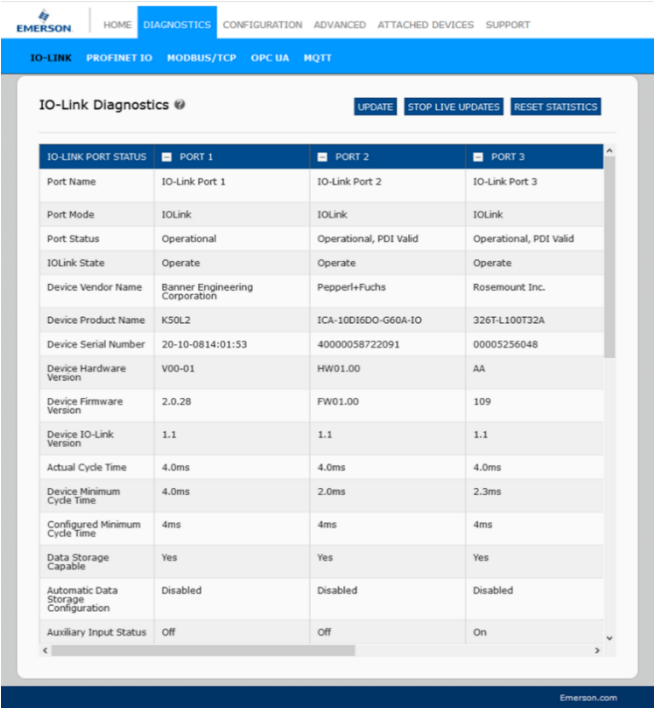 EMERSON
HOME DIAGNOSTICS CONFIGURATION ADVANCED ATTACHED DEVICES SUPPORT
IO-LINK PROFINET IO MODBUS/TCP OPC UA MQTT
IO-Link Diagnostics ?
UPDATE STOP LIVE UPDATES RESET STATISTICS
IO-LINK PORT STATUS PORT 1 PORT 2 PORT 3
Port Name IO-Link Port 1 IO-Link Port 2 IO-Link Port 3
Port Mode IOLink IOLink IOLink
Port Status Operational Operational, PDI Valid Operational, PDI Valid
IOLink State Operate Operate Operate
Device Vendor Name Banner Engineering Pepperl+Fuchs Rosemount Inc.
Corporation
Device Product Name K50L2 ICA-10DI6DO-G60A-IO 326T-L100T32A
Device Serial Number 20-10-0814:01:53 40000058722091 00005256048
Device Hardware V00-01 HW01.00 AA
Version
Device Firmware 2.0.28 FW01.00 109
Version
Device IO-Link 1.1 1.1 1.1
Version
Actual Cycle Time 4.0ms 4.0ms 4.0ms
Device Minimum 4.0ms 2.0ms 2.3ms
Cycle Time
Configured Minimum 4ms 4ms 4ms
Cycle Time
Data Storage Yes Yes Yes
Capable
Automatic Data Disabled Disabled Disabled
Storage
Configuration
Auxiliary Input Status Off Off On
Emerson.com